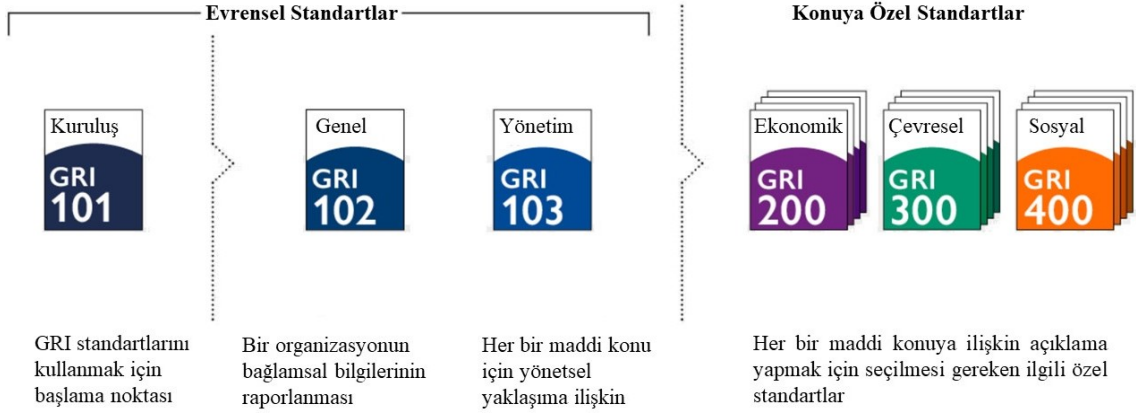 Evrensel Standartlar
Konuya Özel Standartlar
Kuruluş
GRI
101
Genel
GRI
102
Yönetim
GRI
103
Ekonomik
GRI
200
Çevresel
GRI
300
Sosyal
GRI
400
GRI standartlarını
kullanmak için
başlama noktası
Bir organizasyonun
bağlamsal bilgilerinin
raporlanması
Her bir maddi konu
için yönetsel
yaklaşıma ilişkin
Her bir maddi konuya ilişkin açıklama
yapmak için seçilmesi gereken ilgili özel
standartlar